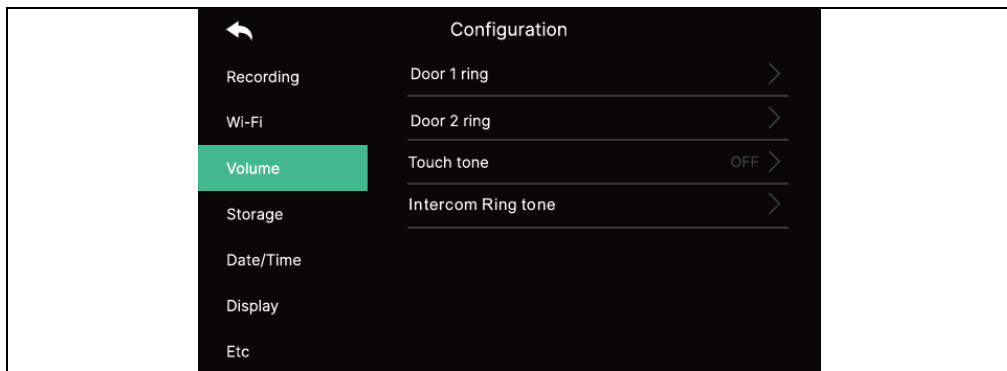 Configuration
Recording
Wi-Fi
Volume
Storage
Date/Time
Display
Etc
Door 1 ring
Door 2 ring
Touch tone OFF
Intercom Ring tone